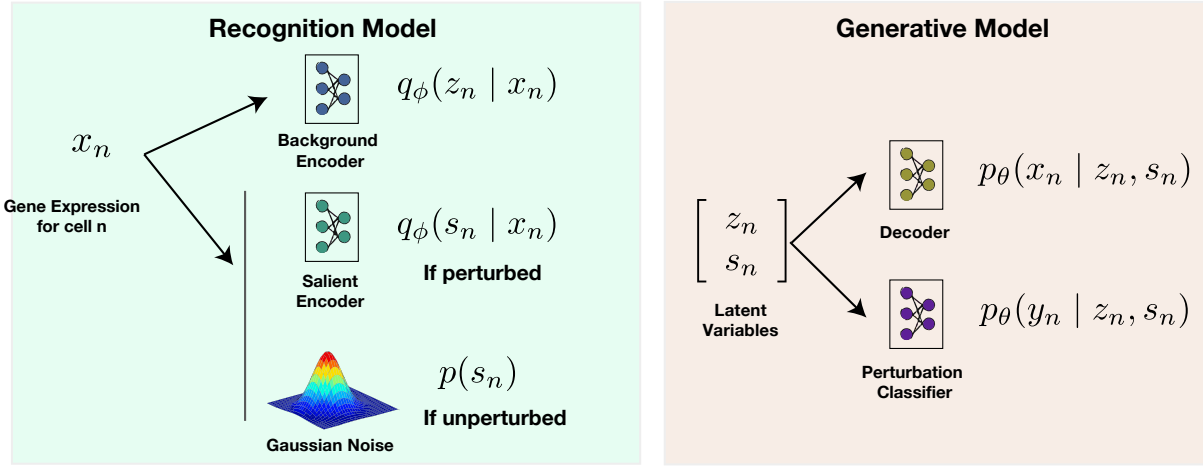 Recognition Model
q_ϕ(z_n | x_n)
Background
Encoder
x_n
Gene Expression
for cell n
q_ϕ(s_n | x_n)
If perturbed
Salient
Encoder
p(s_n)
If unperturbed
Gaussian Noise
Generative Model
p_θ(x_n | z_n, s_n)
Decoder
z_n
s_n
Latent
Variables
p_θ(y_n | z_n, s_n)
Perturbation
Classifier